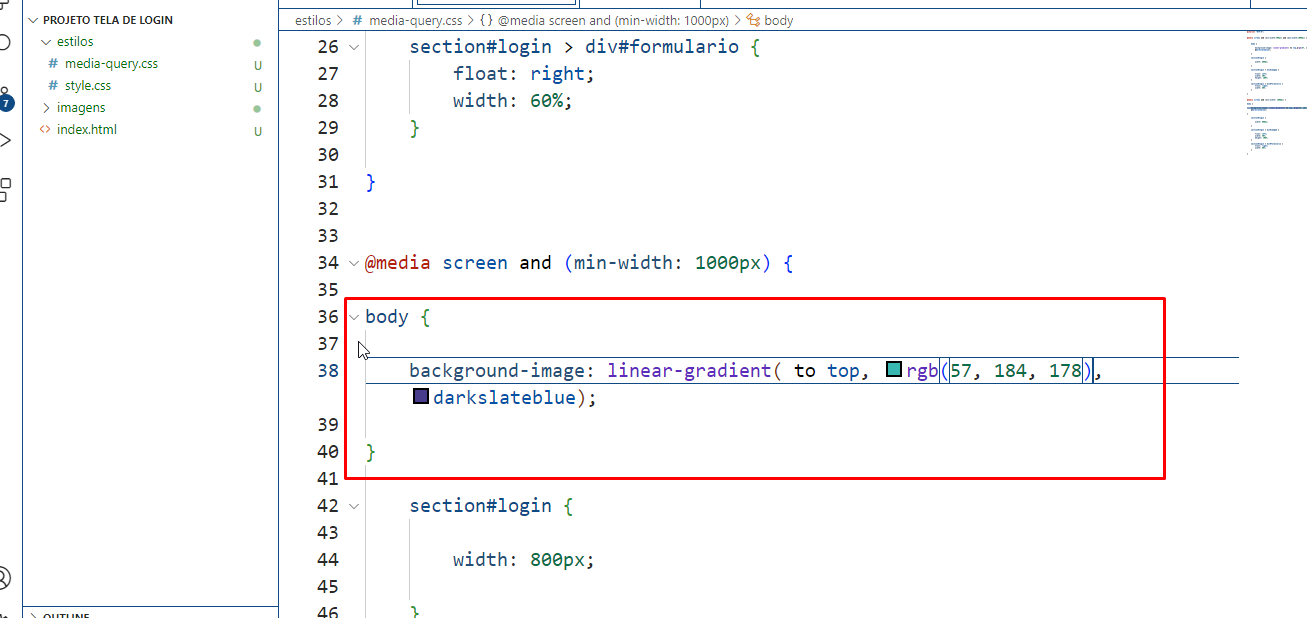 PROJETO TELA DE LOGIN
estilos
# media-query.css U
# style.css U
imagens
<> index.html U
OUTLINE
7
estilos > # media-query.css > {} @media screen and (min-width: 1000px) > body
26 section#login > div#formulario {
27 float: right;
28 width: 60%;
29 }
30
31 }
32
33
34 @media screen and (min-width: 1000px) {
35
36 body {
37
38 background-image: linear-gradient( to top, rgb(57, 184, 178),
darkslateblue);
39
40 }
41
42 section#login {
43
44 width: 800px;
45
46 }